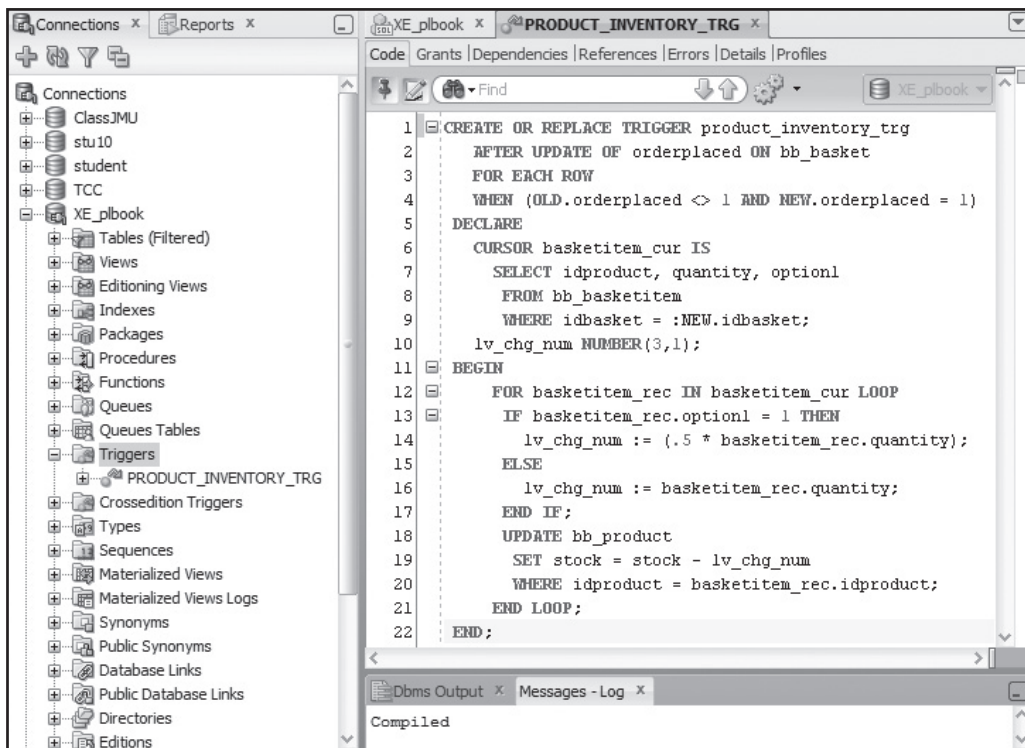 Connections
Reports
Connections
ClassJMU
stu10
student
TCC
XE_plbook
Tables (Filtered)
Views
Editioning Views
Indexes
Packages
Procedures
Functions
Queues
Queues Tables
Triggers
PRODUCT_INVENTORY_TRG
Crossedition Triggers
Types
Sequences
Materialized Views
Materialized Views Logs
Synonyms
Public Synonyms
Database Links
Public Database Links
Directories
Editions
XE_plbook
PRODUCT_INVENTORY_TRG
Code Grants |Dependencies |References |Errors |Details |Profiles
Find
XE_plbook
1 CREATE OR REPLACE TRIGGER product_inventory_trg
2 AFTER UPDATE OF orderplaced ON bb_basket
3 FOR EACH ROW
4 WHEN (OLD.orderplaced <> 1 AND NEW.orderplaced = 1)
5 DECLARE
6 CURSOR basketitem_cur IS
7 SELECT idproduct, quantity, option1
8 FROM bb_basketitem
9 WHERE idbasket = :NEW.idbasket;
10 lv_chg_num NUMBER(3,1);
11 BEGIN
12 FOR basketitem_rec IN basketitem_cur LOOP
13 IF basketitem_rec.option1 = 1 THEN
14 lv_chg_num := (.5 * basketitem_rec.quantity);
15 ELSE
16 lv_chg_num := basketitem_rec.quantity;
17 END IF;
18 UPDATE bb_product
19 SET stock = stock - lv_chg_num
20 WHERE idproduct = basketitem_rec.idproduct;
21 END LOOP;
22 END;
Dbms Output
Messages - Log
Compiled